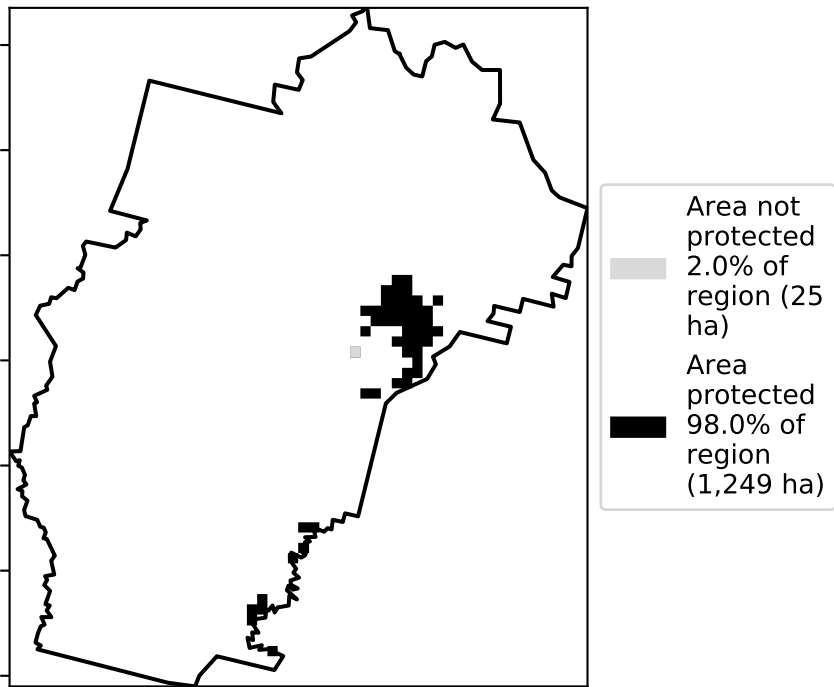 Area not
protected
2.0% of
region (25
ha)
Area
protected
98.0% of
region
(1,249 ha)